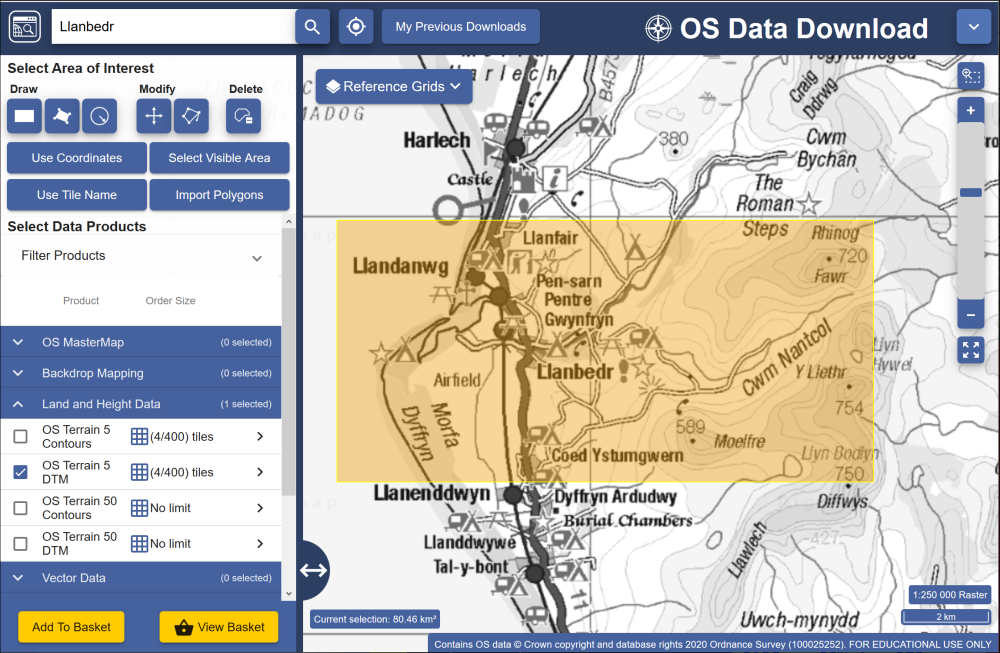 Llanbedr
My Previous Downloads
OS Data Download
Select Area of Interest
Draw
Modify
Delete
Use Coordinates
Select Visible Area
Use Tile Name
Import Polygons
Select Data Products
Filter Products
Product
Order Size
OS MasterMap
(0 selected)
Backdrop Mapping
(0 selected)
Land and Height Data
(1 selected)
OS Terrain 5
Contours
(4/400) tiles
OS Terrain 5
DTM
(4/400) tiles
OS Terrain 50
Contours
No limit
OS Terrain 50
DTM
No limit
Vector Data
(0 selected)
Add To Basket
View Basket
Reference Grids
Harlech
MADOG
B4573
Craig
Ddrwg
Harlech
380
Cwm
Bychan
Castle
i
The
Roman
Steps
Rhinog
720
Fawr
Llanfair
Llandanwg
Pen-sarn
Pentre
Gwynfryn
Llanbedr
Airfield
Morfa
Dyffryn
Cwm Nantcol
Llyn
Hywel
Y Llethr
754
589
Moelfre
Llyn Bodlyn
750
Diffwys
Coed Ystumgwern
Llanenddwyn
Dyffryn Ardudwy
Burial Chambers
Llanddwywe
Tal-y-bont
Llawlech
427
11
Uwch-mynydd
1:250 000 Raster
2 km
Current selection: 80.46 km²
Contains OS data © Crown copyright and database rights 2020 Ordnance Survey (100025252). FOR EDUCATIONAL USE ONLY